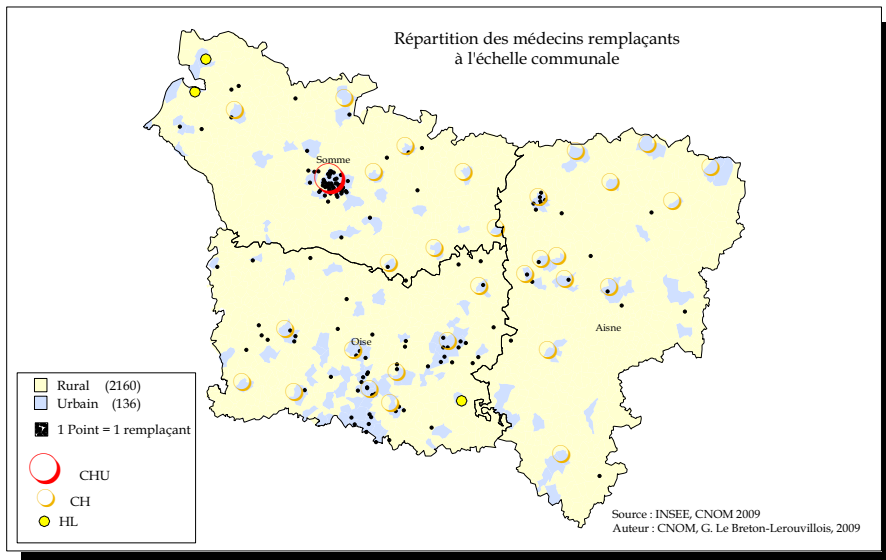 Répartition des médecins remplaçants
à l'échelle communale
Somme
Oise
Aisne
Rural (2160)
Urbain (136)
1 Point = 1 remplaçant
CHU
CH
HL
Source : INSEE, CNOM 2009
Auteur : CNOM, G. Le Breton-Lerouvillois, 2009